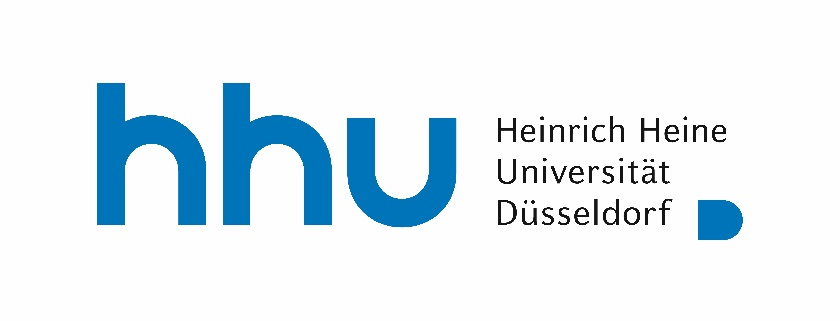 hhu
Heinrich Heine
Universität
Düsseldorf